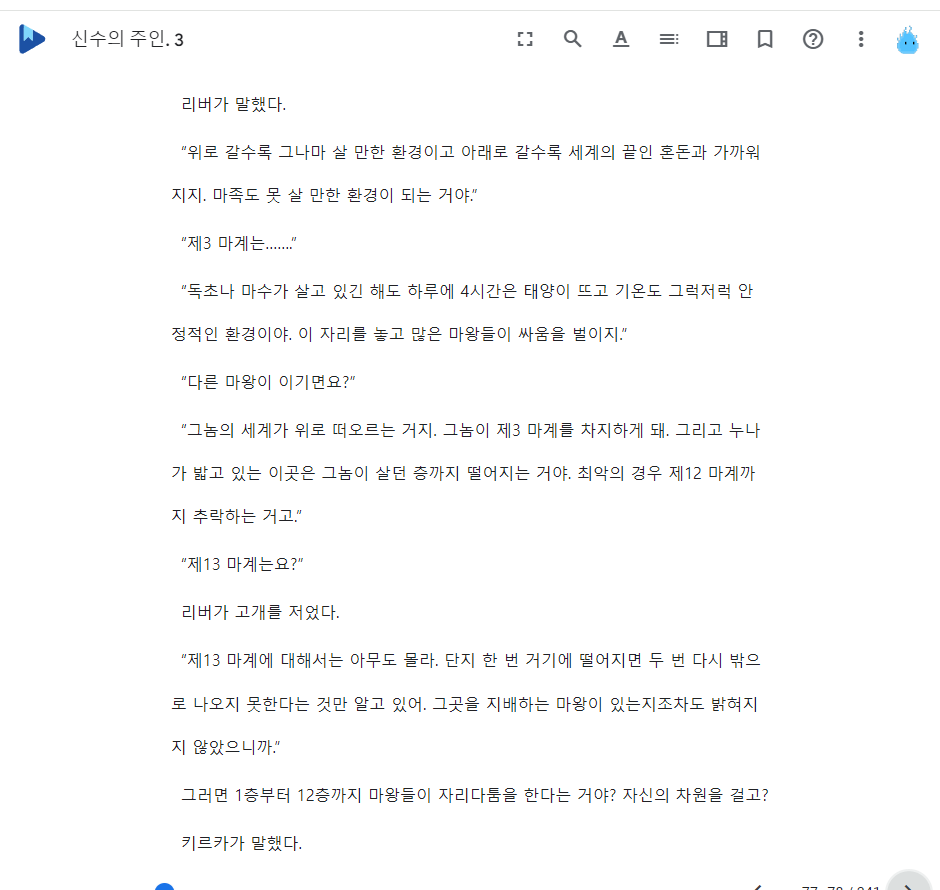 신수의 주인. 3
리버가 말했다.
“위로 갈수록 그나마 살 만한 환경이고 아래로 갈수록 세계의 끝인 혼돈과 가까워
지지. 마족도 못 살 만한 환경이 되는 거야.”
“제3 마계는…….”
“독초나 마수가 살고 있긴 해도 하루에 4시간은 태양이 뜨고 기온도 그럭저럭 안
정적인 환경이야. 이 자리를 놓고 많은 마왕들이 싸움을 벌이지.”
“다른 마왕이 이기면요?”
“그놈의 세계가 위로 떠오르는 거지. 그놈이 제3 마계를 차지하게 돼. 그리고 누나
가 밟고 있는 이곳은 그놈이 살던 층까지 떨어지는 거야. 최악의 경우 제12 마계까
지 추락하는 거고.”
“제13 마계는요?”
리버가 고개를 저었다.
“제13 마계에 대해서는 아무도 몰라. 단지 한 번 거기에 떨어지면 두 번 다시 밖으
로 나오지 못한다는 것만 알고 있어. 그곳을 지배하는 마왕이 있는지조차도 밝혀지
지 않았으니까.”
그러면 1층부터 12층까지 마왕들이 자리다툼을 한다는 거야? 자신의 차원을 걸고?
키르카가 말했다.